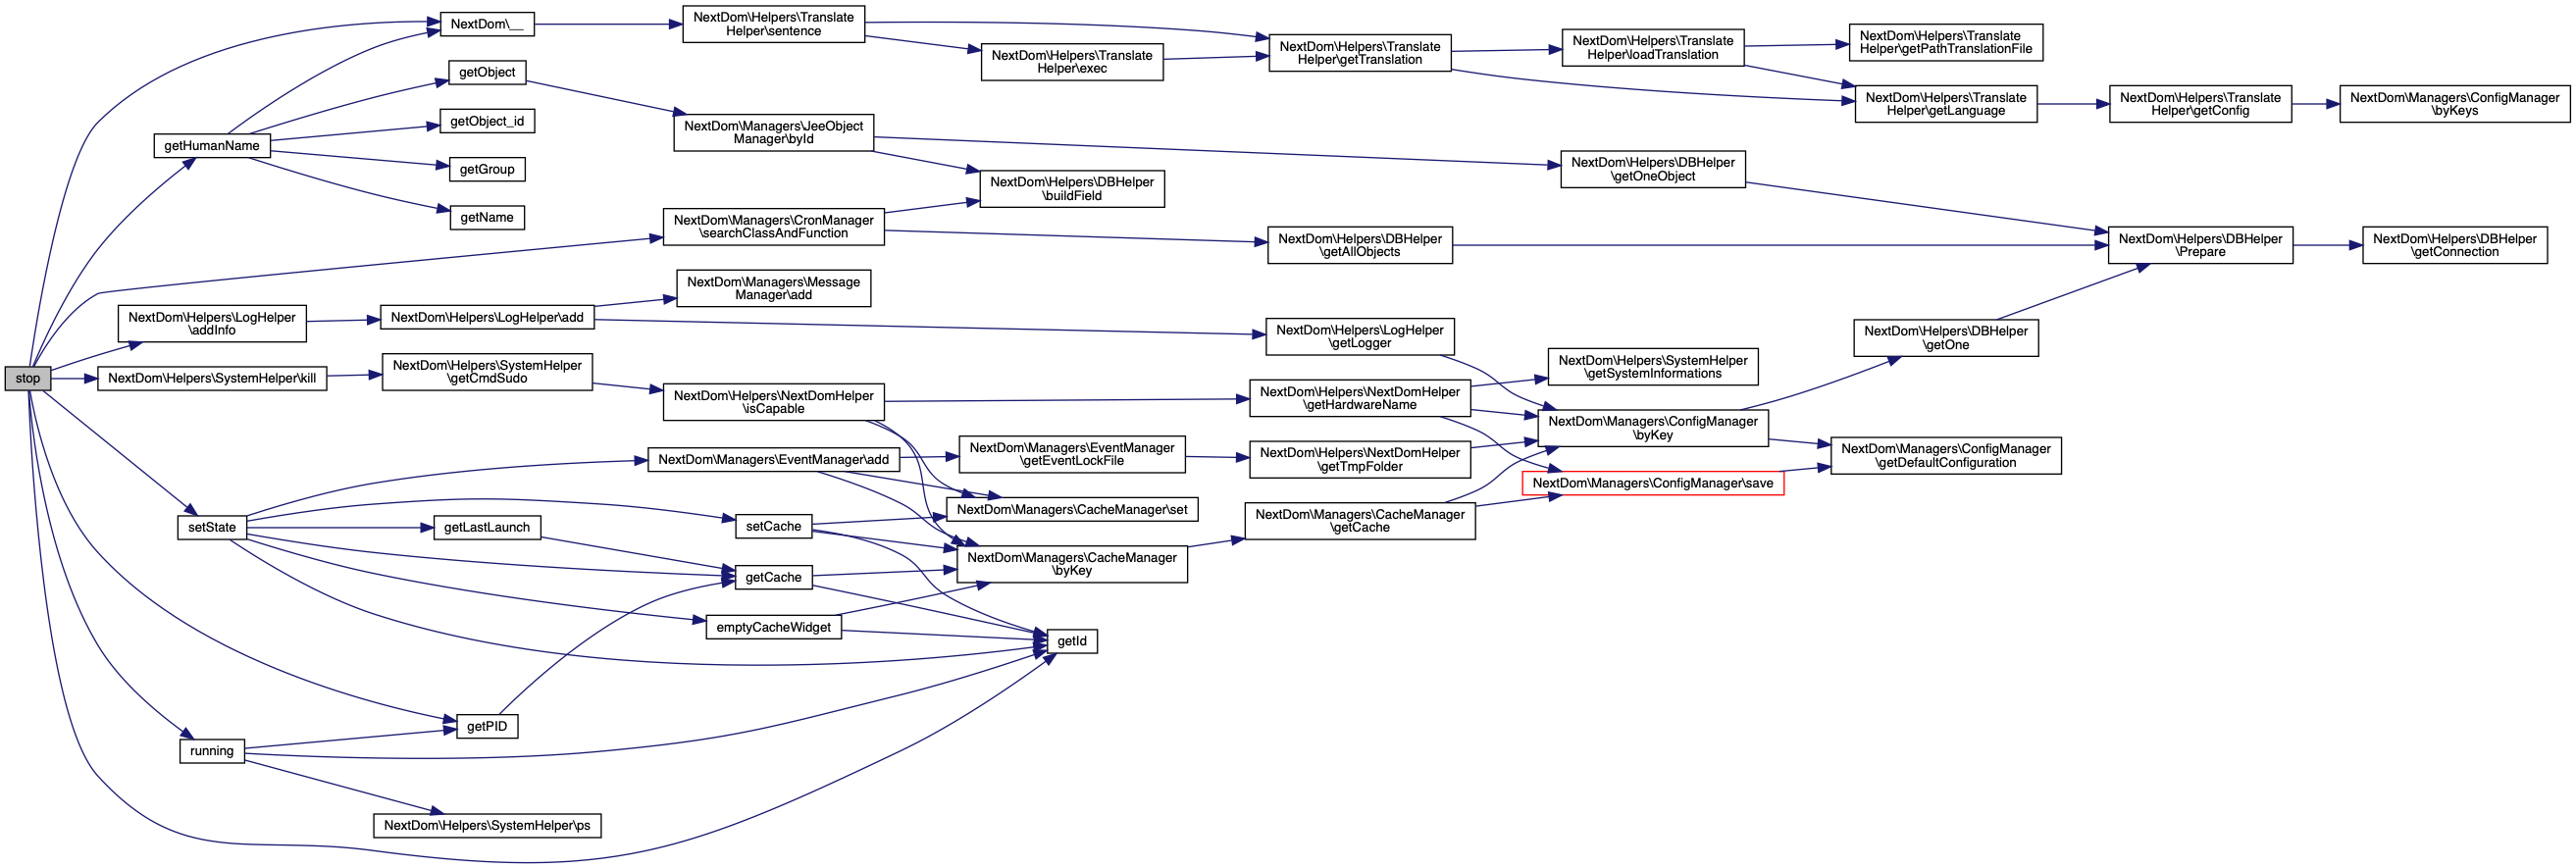 stop
NextDom\__
getHumanName
getObject
getObject_id
getGroup
getName
NextDom\Helpers\Translate
Helper\sentence
NextDom\Helpers\Translate
Helper\exec
NextDom\Helpers\Translate
Helper\getTranslation
NextDom\Helpers\Translate
Helper\loadTranslation
NextDom\Helpers\Translate
Helper\getPathTranslationFile
NextDom\Helpers\Translate
Helper\getLanguage
NextDom\Helpers\Translate
Helper\getConfig
NextDom\Managers\ConfigManager
\byKeys
NextDom\Managers\JeeObject
Manager\byId
NextDom\Helpers\DBHelper
\buildField
NextDom\Helpers\DBHelper
\getOneObject
NextDom\Managers\CronManager
\searchClassAndFunction
NextDom\Helpers\DBHelper
\getAllObjects
NextDom\Helpers\DBHelper
\Prepare
NextDom\Helpers\DBHelper
\getConnection
NextDom\Helpers\LogHelper
\addInfo
NextDom\Helpers\LogHelper\add
NextDom\Managers\Message
Manager\add
NextDom\Helpers\LogHelper
\getLogger
NextDom\Helpers\DBHelper
\getOne
NextDom\Helpers\SystemHelper\kill
NextDom\Helpers\SystemHelper
\getCmdSudo
NextDom\Helpers\NextDomHelper
\isCapable
NextDom\Helpers\NextDomHelper
\getHardwareName
NextDom\Helpers\SystemHelper
\getSystemInformations
NextDom\Managers\ConfigManager
\byKey
NextDom\Managers\ConfigManager
\getDefaultConfiguration
NextDom\Managers\EventManager\add
NextDom\Managers\EventManager
\getEventLockFile
NextDom\Helpers\NextDomHelper
\getTmpFolder
NextDom\Managers\ConfigManager\save
setState
getLastLaunch
setCache
NextDom\Managers\CacheManager\set
NextDom\Managers\CacheManager
\getCache
getCache
NextDom\Managers\CacheManager
\byKey
emptyCacheWidget
getId
getPID
running
NextDom\Helpers\SystemHelper\ps